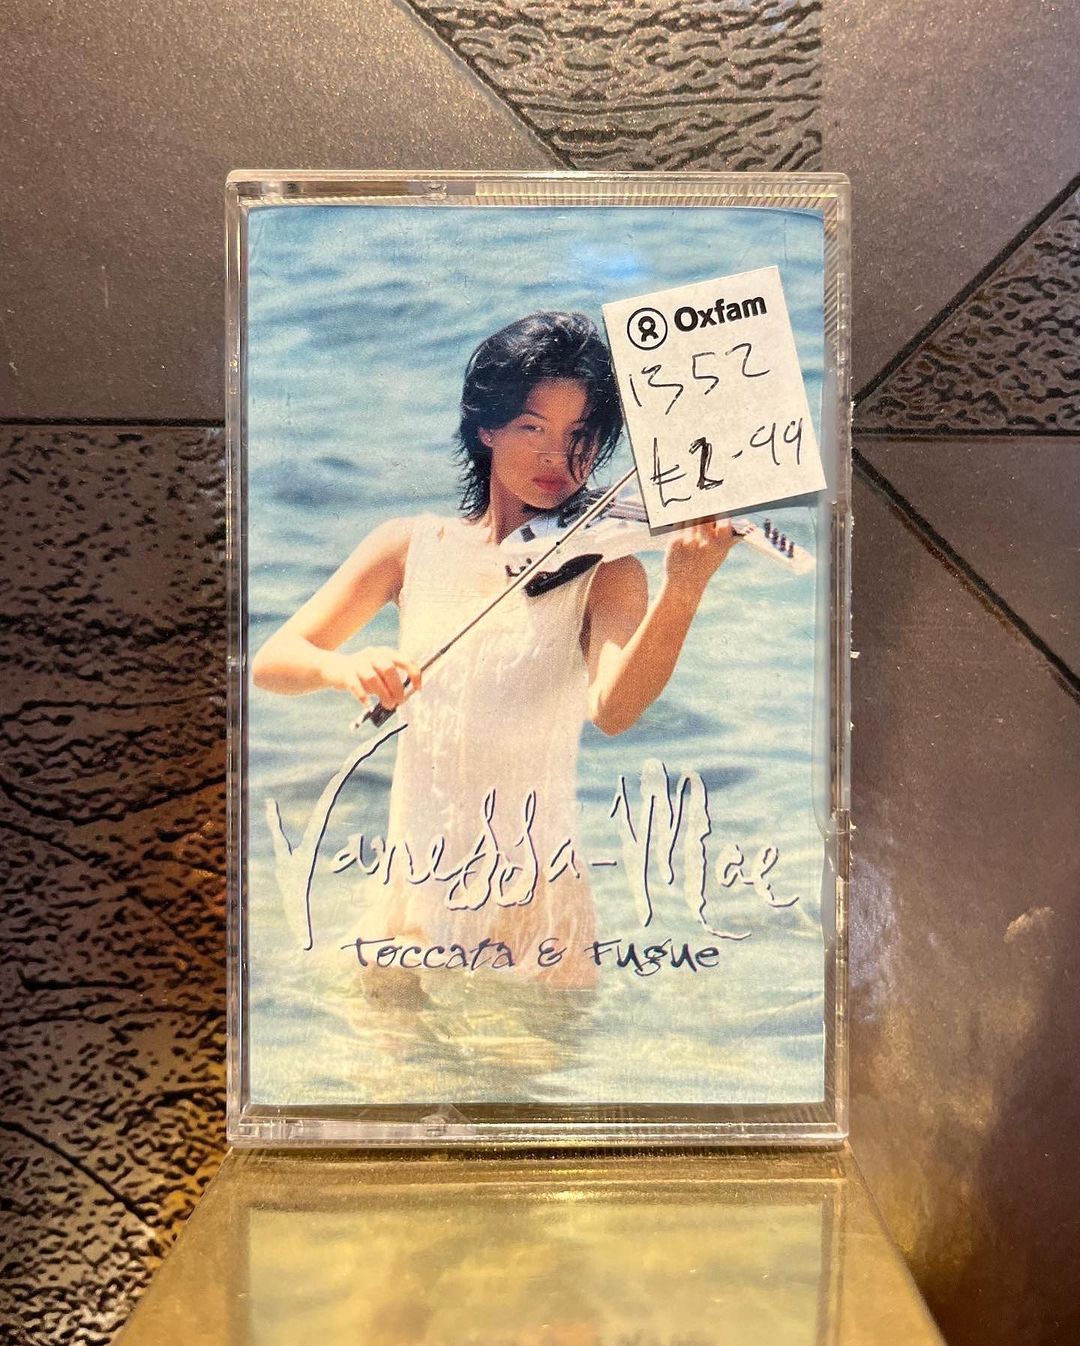 Oxfam
1352
£2.99
Vanessa-Mae
Toccata & Fugue